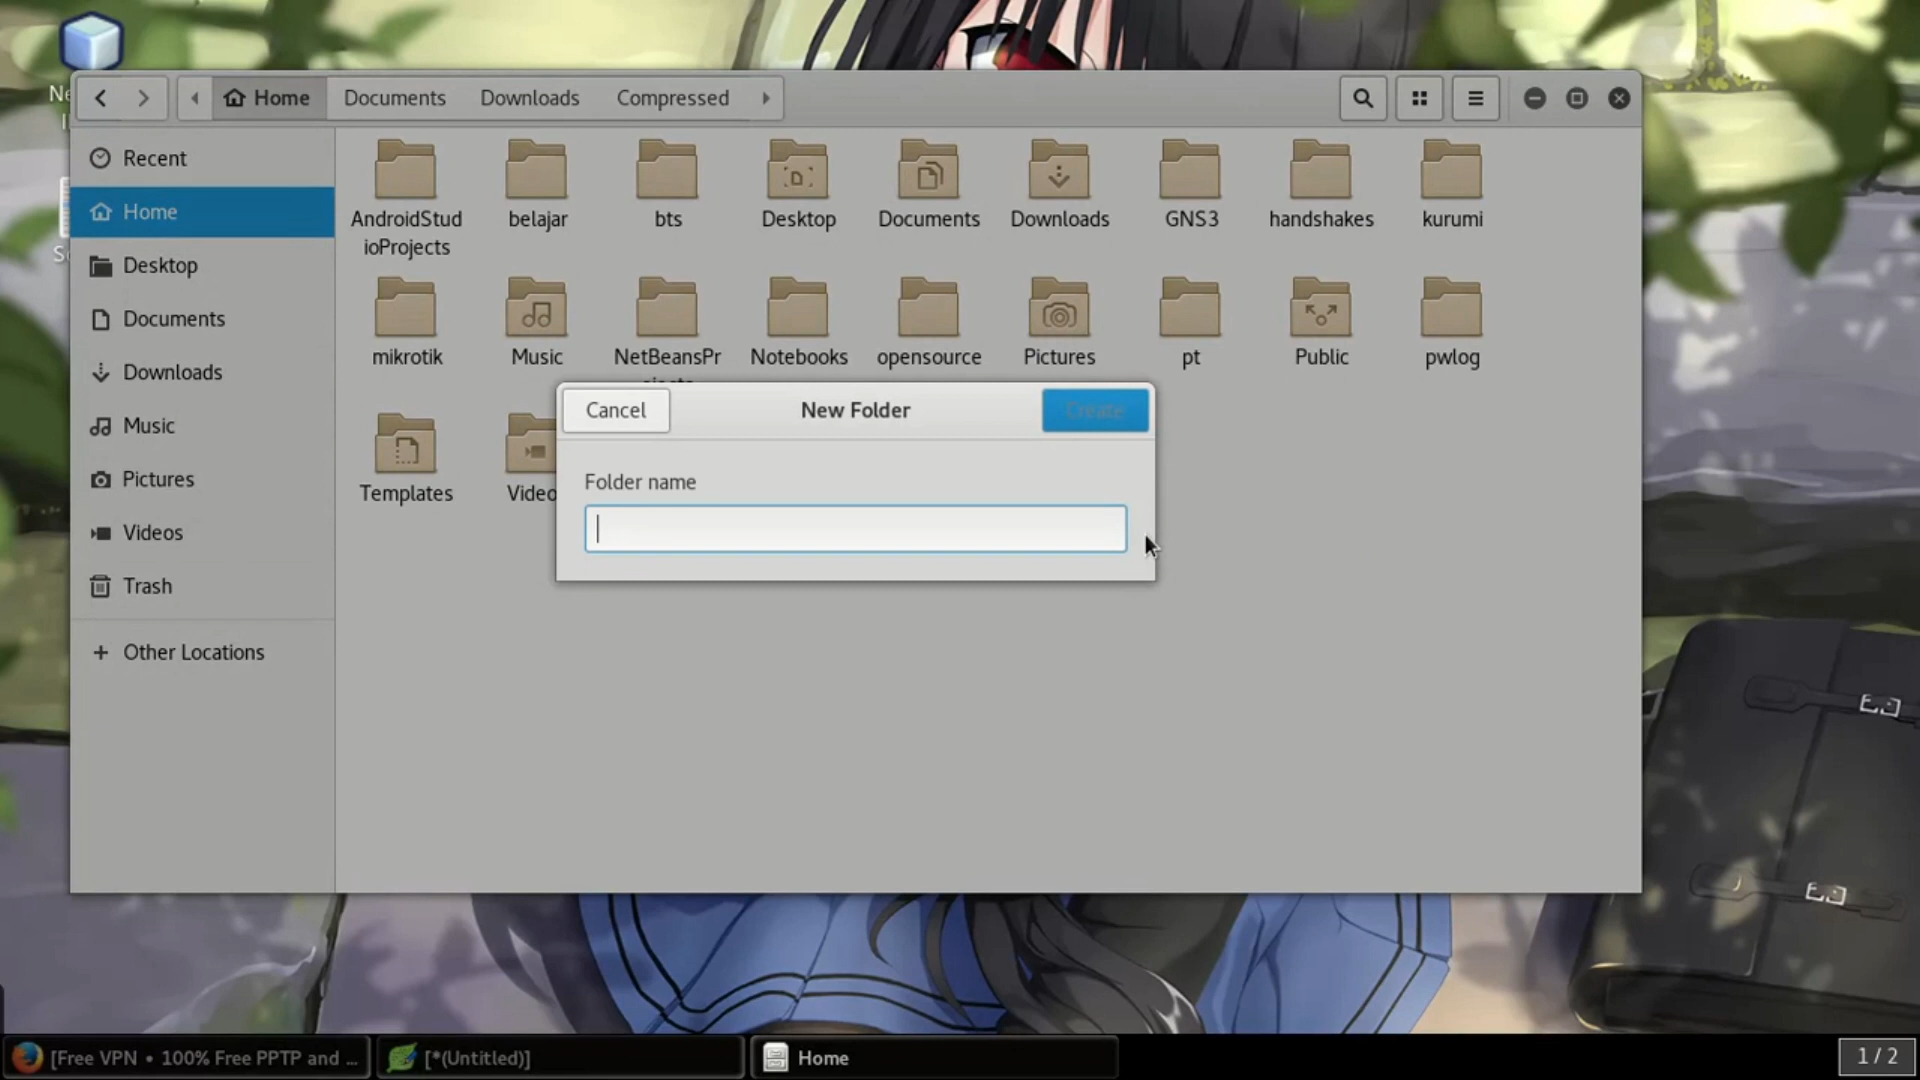 Home
Documents
Downloads
Compressed
Recent
Home
Desktop
Documents
Downloads
Music
Pictures
Videos
Trash
Other Locations
AndroidStud
ioProjects
belajar
bts
Desktop
Documents
Downloads
GNS3
handshakes
kurumi
mikrotik
Music
NetBeansPr
Notebooks
opensource
Pictures
pt
Public
pwlog
Templates
Cancel
New Folder
Create
Folder name
[Free VPN • 100% Free PPTP and ...
[*(Untitled)]
Home
1 / 2